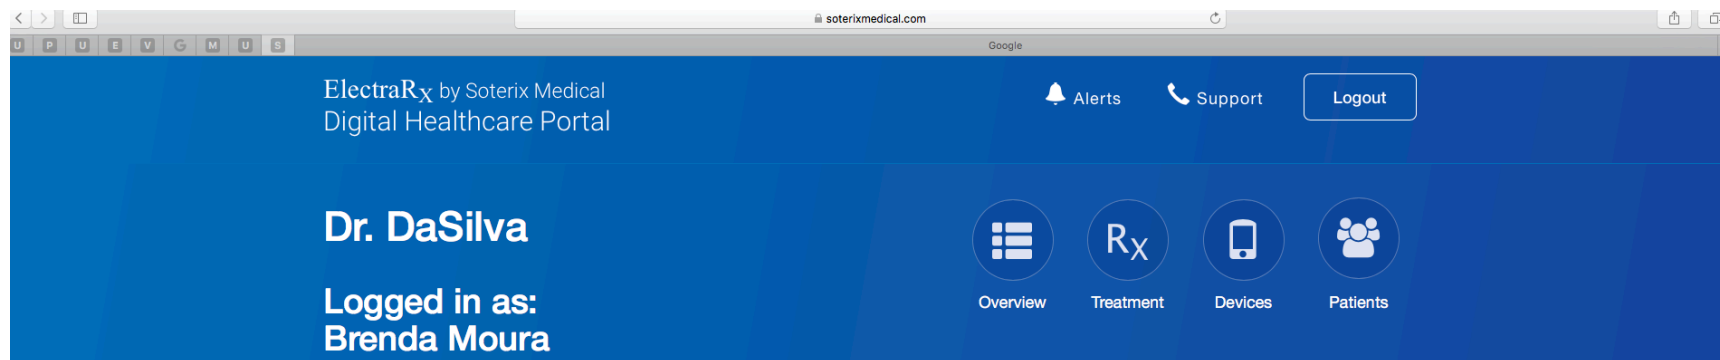 soterixmedical.com
U P U E V G M U S
Google
ElectraRx by Soterix Medical
Digital Healthcare Portal
Alerts
Support
Logout
Dr. DaSilva
Logged in as:
Brenda Moura
Rx
Overview
Treatment
Devices
Patients